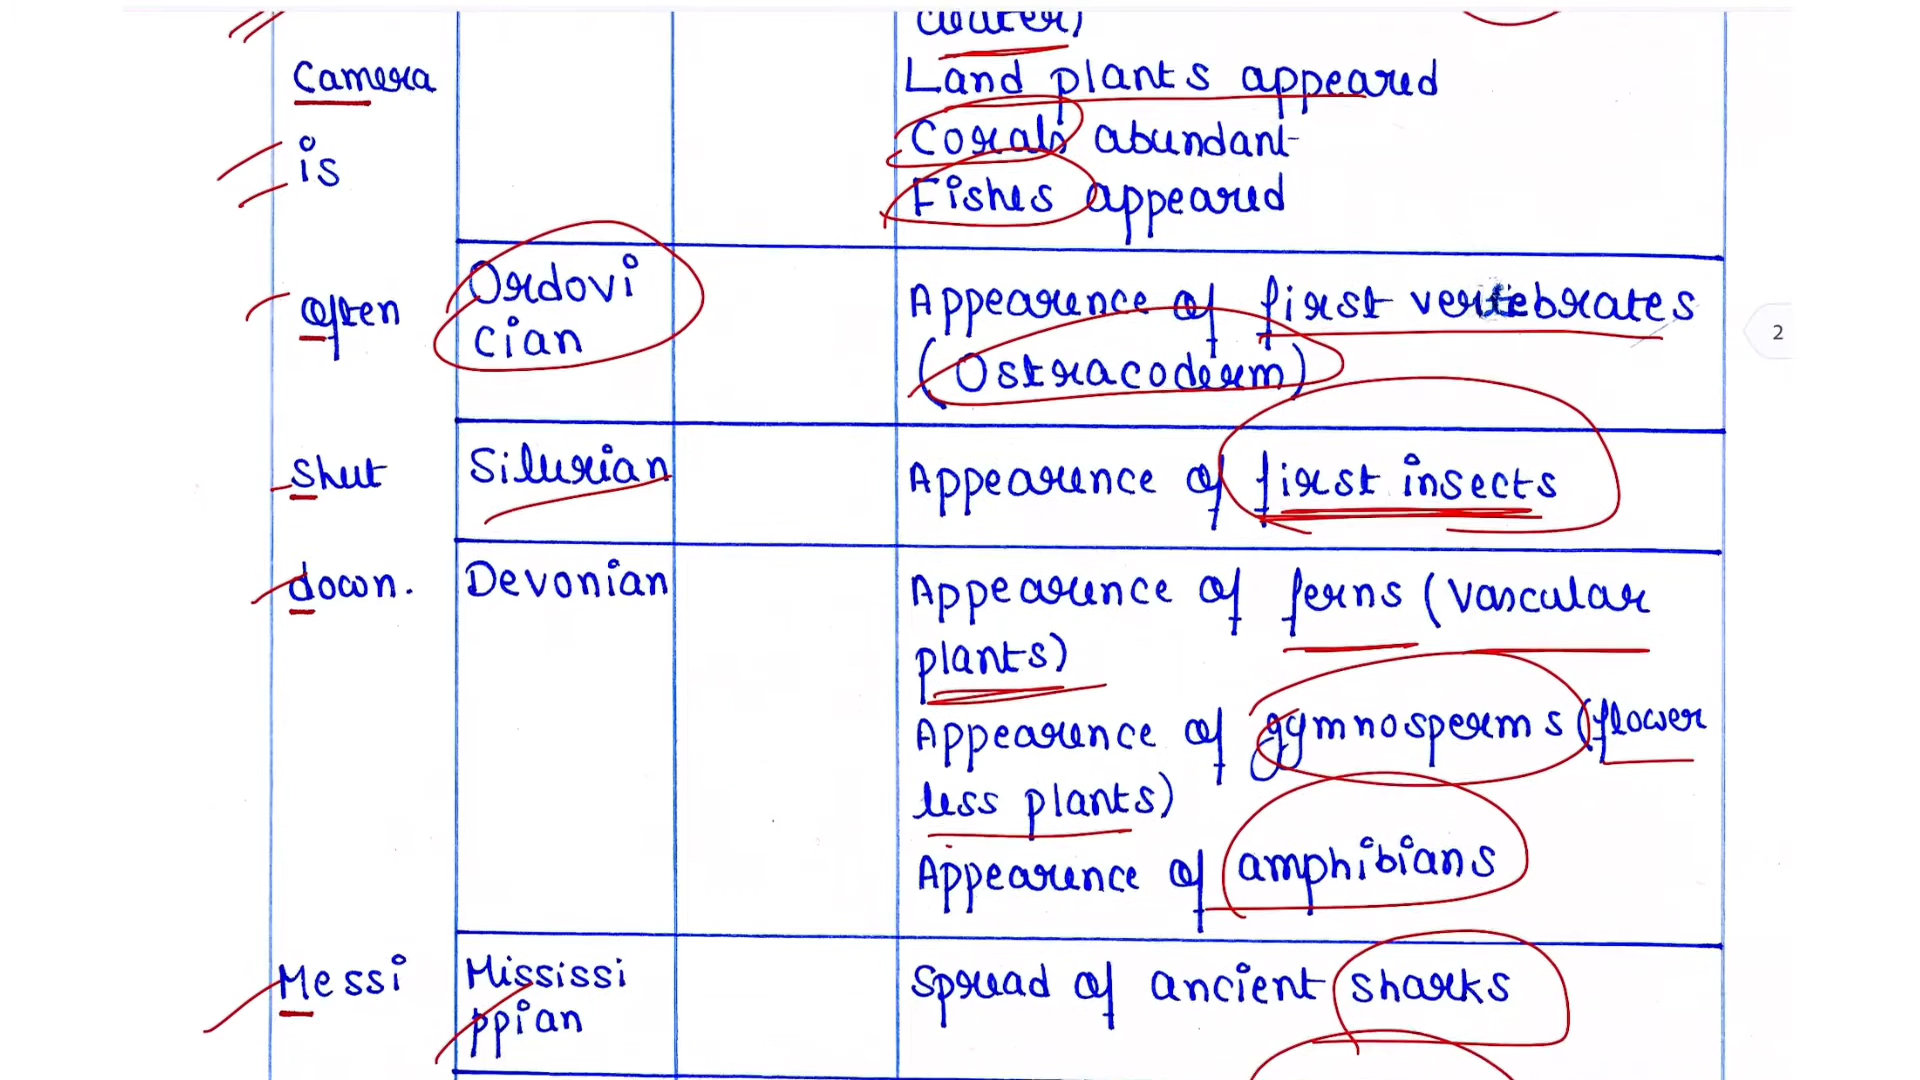 water)
Camera
Land plants appeared
is
Corals abundant
Fishes appeared
Often
Ordovi
cian
Appearence of first vertebrates
(Ostracoderm)
2
Shut
Silurian
Appearence of first insects
down.
Devonian
Appearence of ferns (vascular
plants)
Appearence of gymnosperms (flower
less plants)
Appearence of amphibians
Messi
Mississi
ppian
Spread of ancient sharks